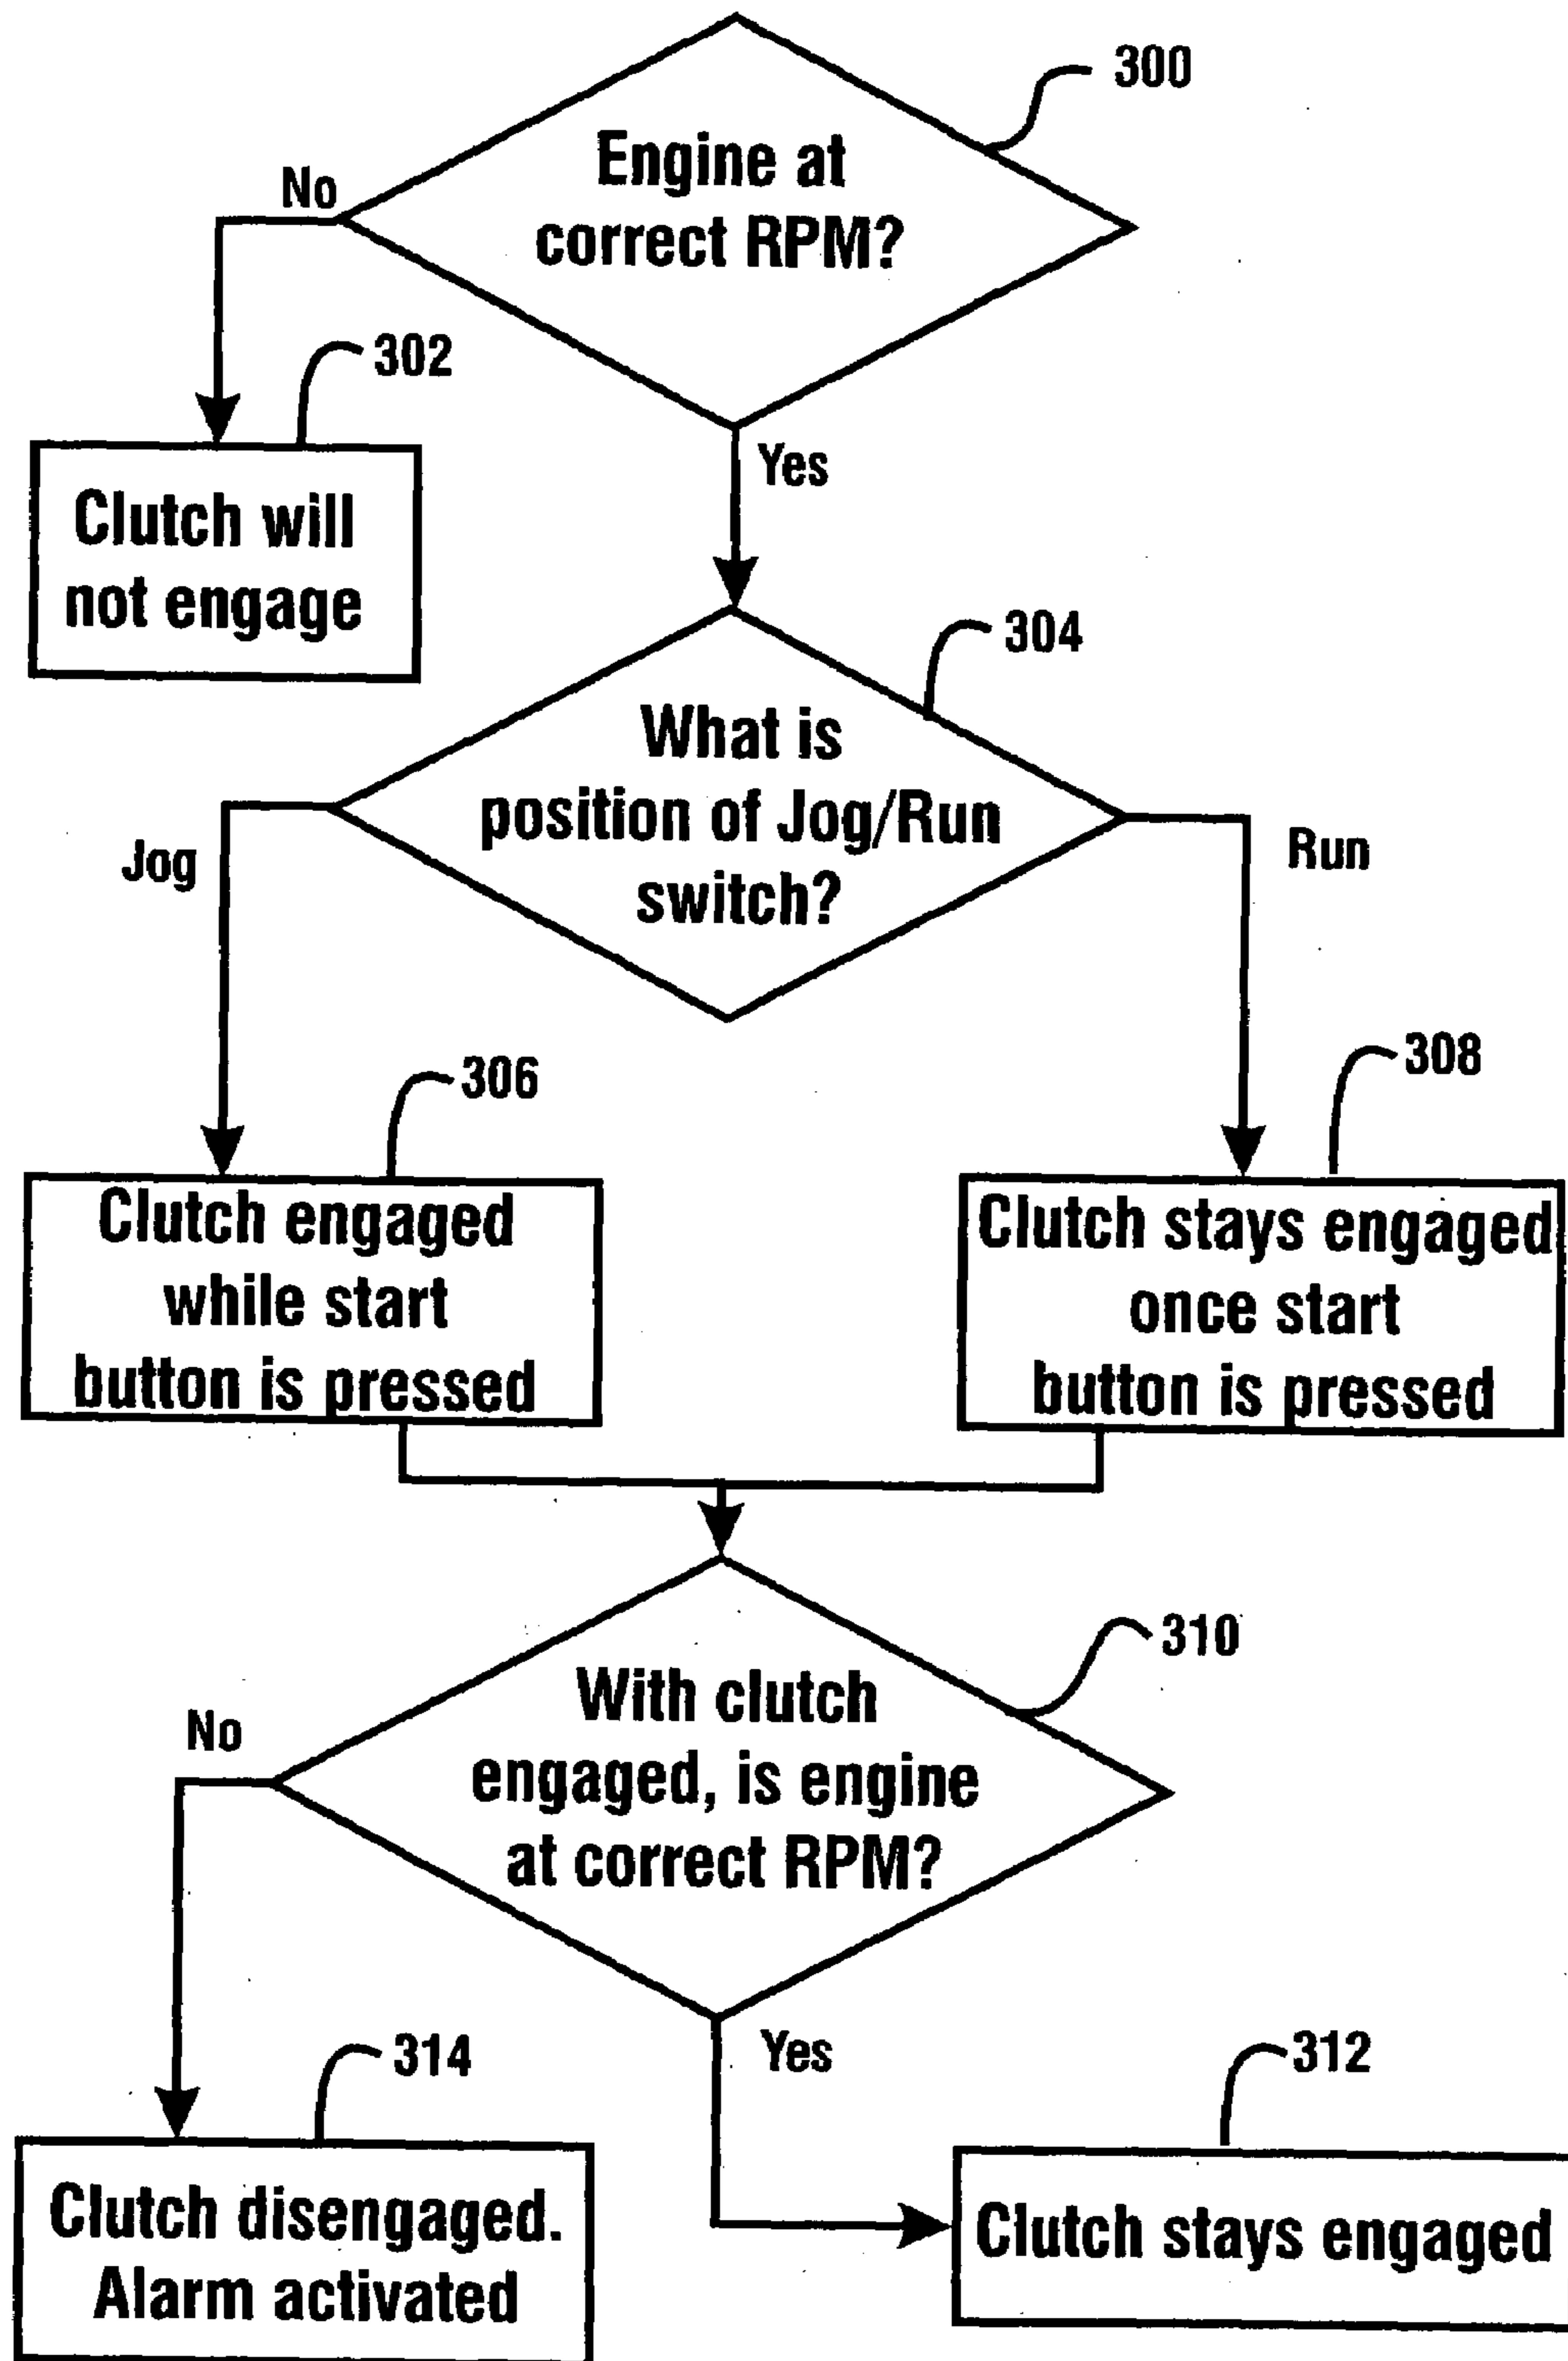 300
Engine at
correct RPM?
No
302
Clutch will
not engage
Yes
304
What is
position of Jog/Run
switch?
Jog
Run
306
308
Clutch engaged
while start
button is pressed
Clutch stays engaged
once start
button is pressed
310
With clutch
engaged, is engine
at correct RPM?
No
Yes
314
312
Clutch disengaged.
Alarm activated
Clutch stays engaged